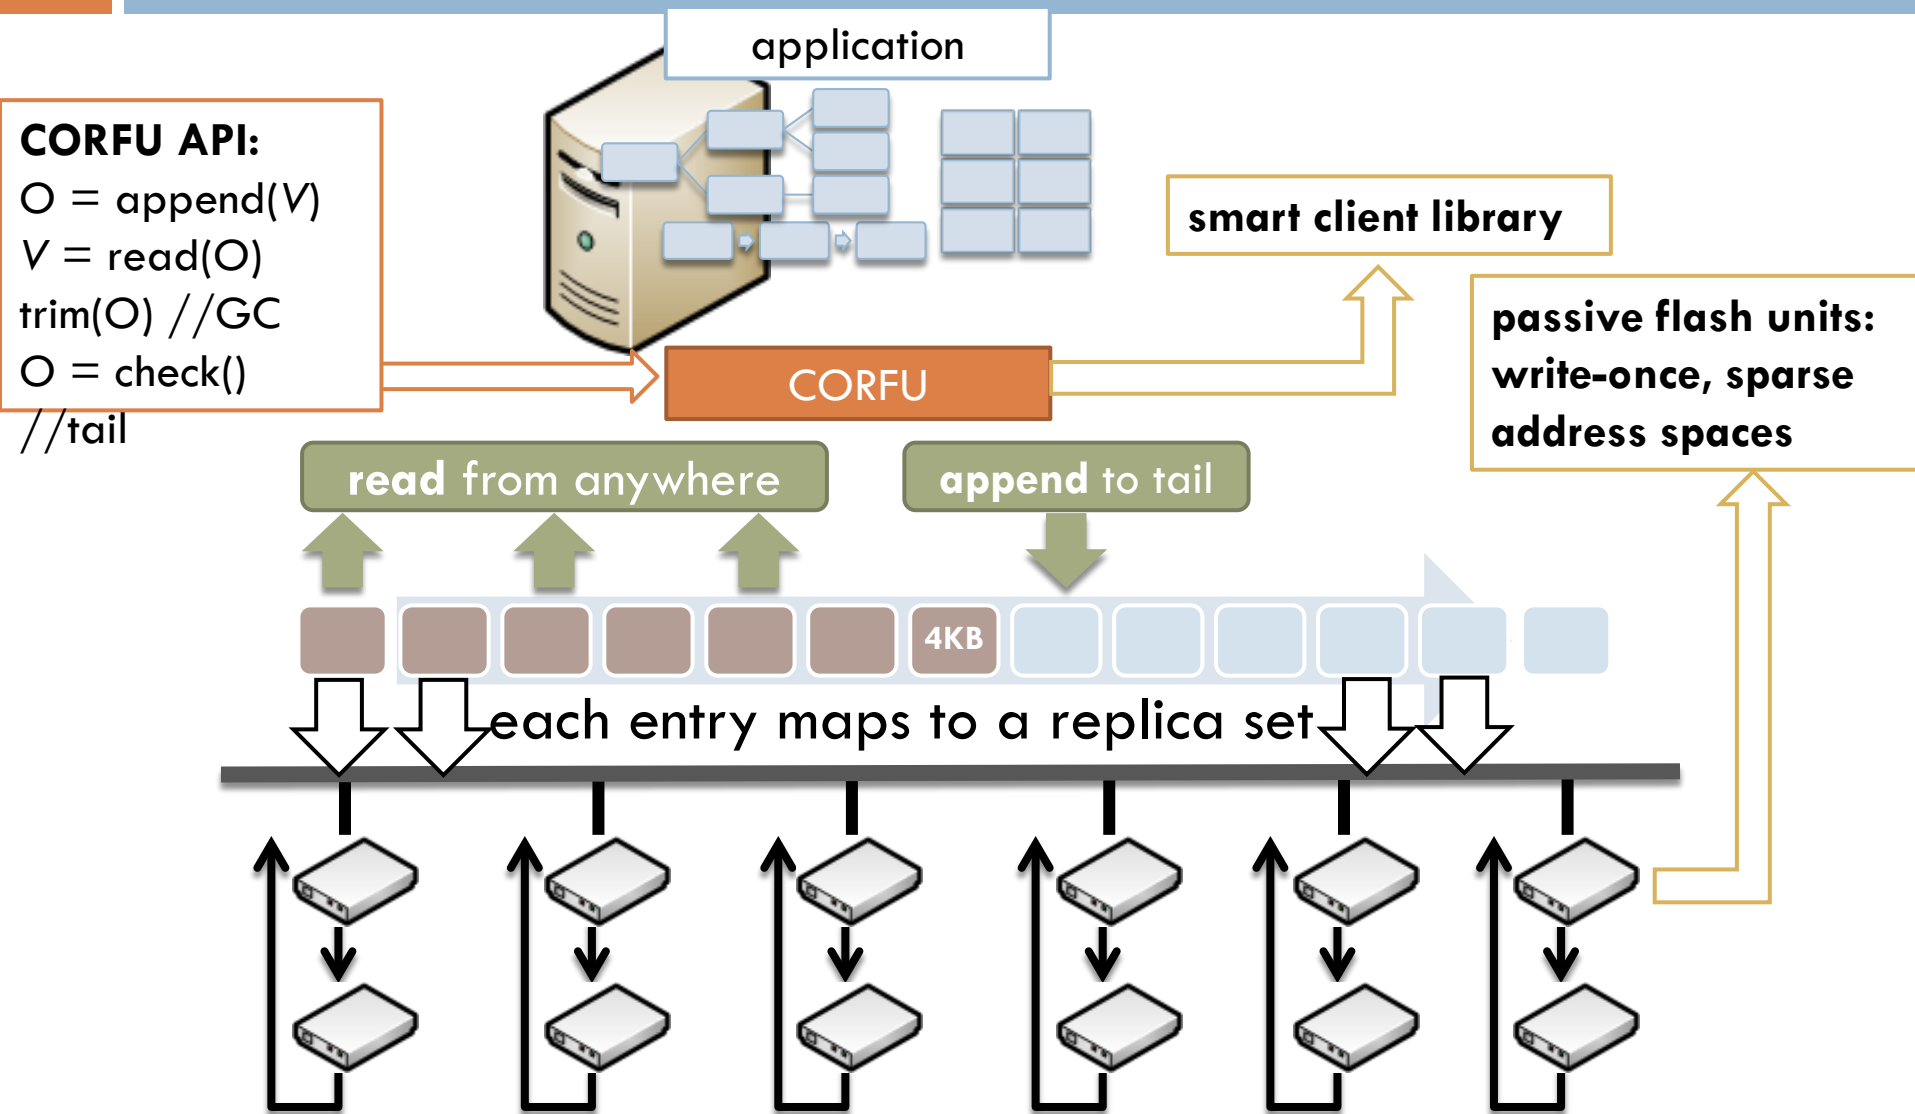 application
CORFU API:
O = append(V)
V = read(O)
trim(O) //GC
O = check()
//tail
smart client library
passive flash units:
write-once, sparse
address spaces
CORFU
read from anywhere
append to tail
4KB
each entry maps to a replica set